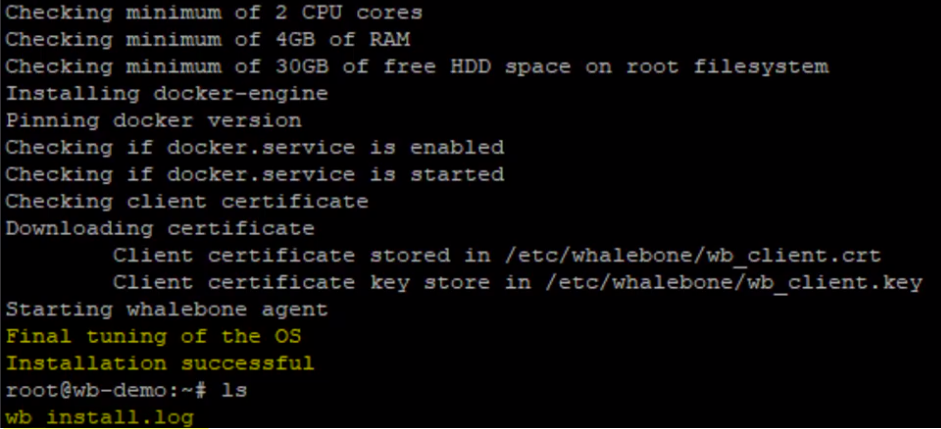 Checking minimum of 2 CPU cores
Checking minimum of 4GB of RAM
Checking minimum of 30GB of free HDD space on root filesystem
Installing docker-engine
Pinning docker version
Checking if docker.service is enabled
Checking if docker.service is started
Checking client certificate
Downloading certificate
Client certificate stored in /etc/whalebone/wb_client.crt
Client certificate key store in /etc/whalebone/wb_client.key
Starting whalebone agent
Final tuning of the OS
Installation successful
root@wb-demo:~# ls
wb_install.log